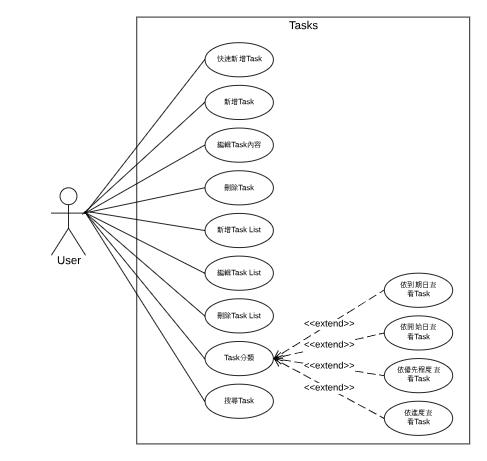 Tasks
快速新增Task
新增Task
編輯Task內容
刪除Task
User
新增Task List
編輯Task List
刪除Task List
Task分類
搜尋Task
<<extend>>
<<extend>>
<<extend>>
<<extend>>
依到期日查
看Task
依開始日查
看Task
依優先程度查
看Task
依進度查
看Task